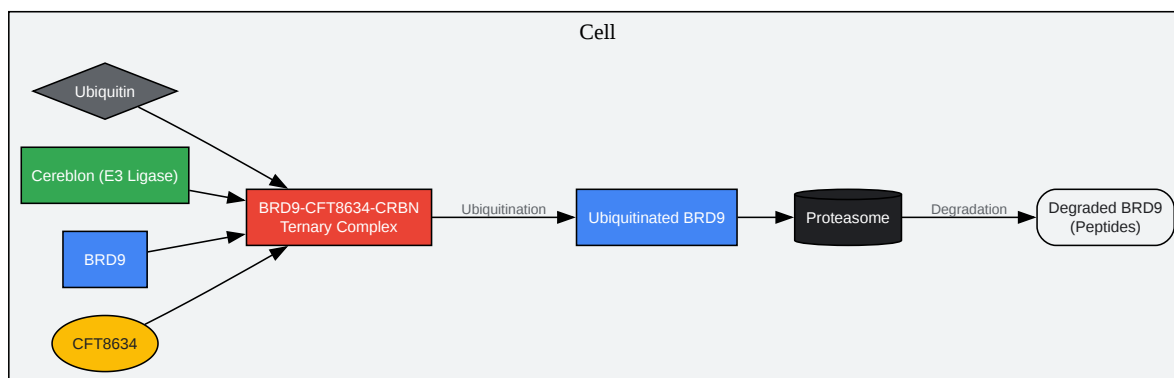 Cell
Ubiquitin
Cereblon (E3 Ligase)
BRD9
CFT8634
BRD9-CFT8634-CRBN
Ternary Complex
Ubiquitination
Ubiquitinated BRD9
Proteasome
Degradation
Degraded BRD9
(Peptides)